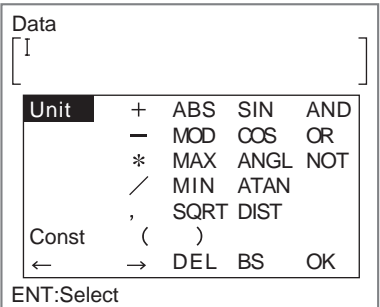 Data
Unit + ABS SIN AND
− MOD COS OR
* MAX ANGL NOT
／ MIN ATAN
, SQRT DIST
Const ( )
← → DEL BS OK
ENT:Select